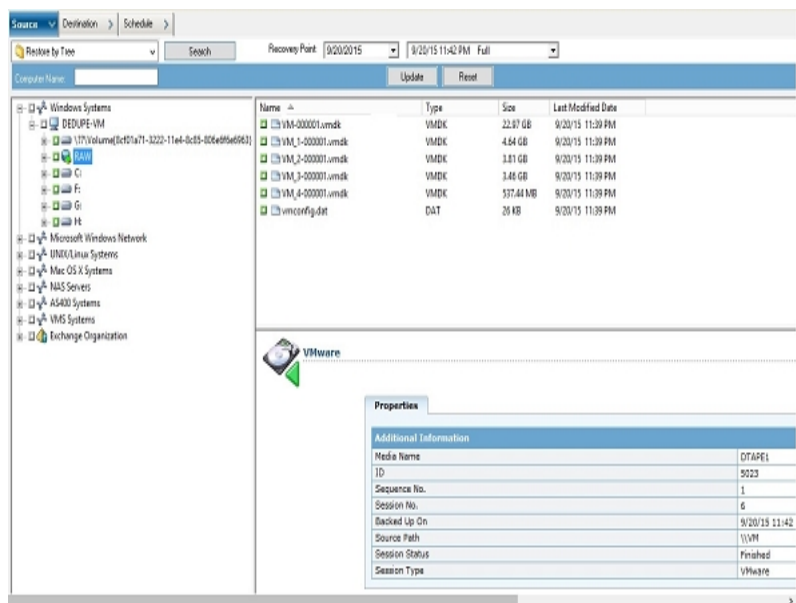 Source Destination Schedule
Restore by Tree Search Recovery Point 9/20/2015 9/20/15 11:42 PM Full
Computer Name: Update Reset
Windows Systems
DEDUPE-VM
RAW
C:
F:
G:
H:
Microsoft Windows Network
UNIX/Linux Systems
Mac OS X Systems
NAS Servers
AS400 Systems
VMS Systems
Exchange Organization
Name Type Size Last Modified Date
VM-000001.vmdk VMDK 22.97 GB 9/20/15 11:39 PM
VM_1-000001.vmdk VMDK 4.64 GB 9/20/15 11:39 PM
VM_2-000001.vmdk VMDK 3.81 GB 9/20/15 11:39 PM
VM_3-000001.vmdk VMDK 3.46 GB 9/20/15 11:39 PM
VM_4-000001.vmdk VMDK 537.44 MB 9/20/15 11:39 PM
vmconfig.dat DAT 26 KB 9/20/15 11:39 PM
VMware
Properties
Additional Information
Media Name DTAPE1
ID 5023
Sequence No. 1
Session No. 6
Backed Up On 9/20/15 11:42
Source Path \\VM
Session Status Finished
Session Type VMware